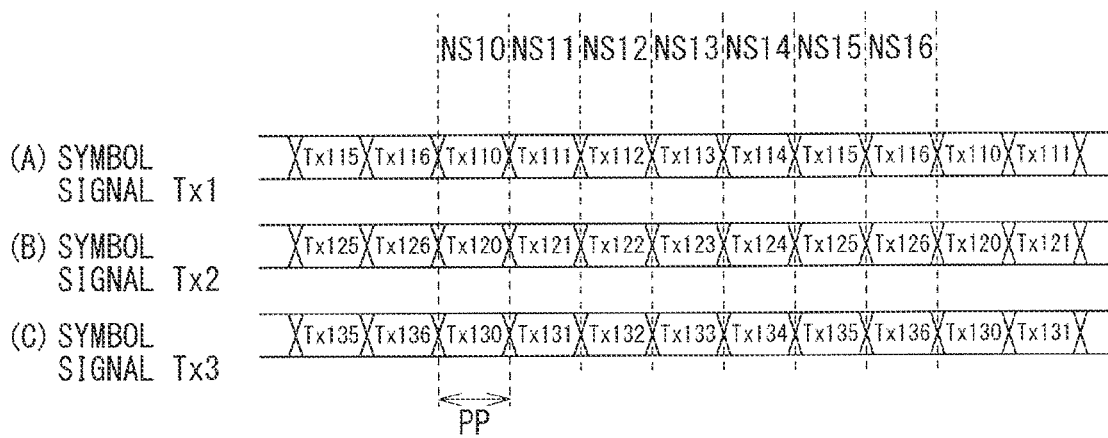 NS10 NS11 NS12 NS13 NS14 NS15 NS16
(A) SYMBOL
SIGNAL Tx1
Tx115 Tx116 Tx110 Tx111 Tx112 Tx113 Tx114 Tx115 Tx116 Tx110 Tx111
(B) SYMBOL
SIGNAL Tx2
Tx125 Tx126 Tx120 Tx121 Tx122 Tx123 Tx124 Tx125 Tx126 Tx120 Tx121
(C) SYMBOL
SIGNAL Tx3
Tx135 Tx136 Tx130 Tx131 Tx132 Tx133 Tx134 Tx135 Tx136 Tx130 Tx131
PP